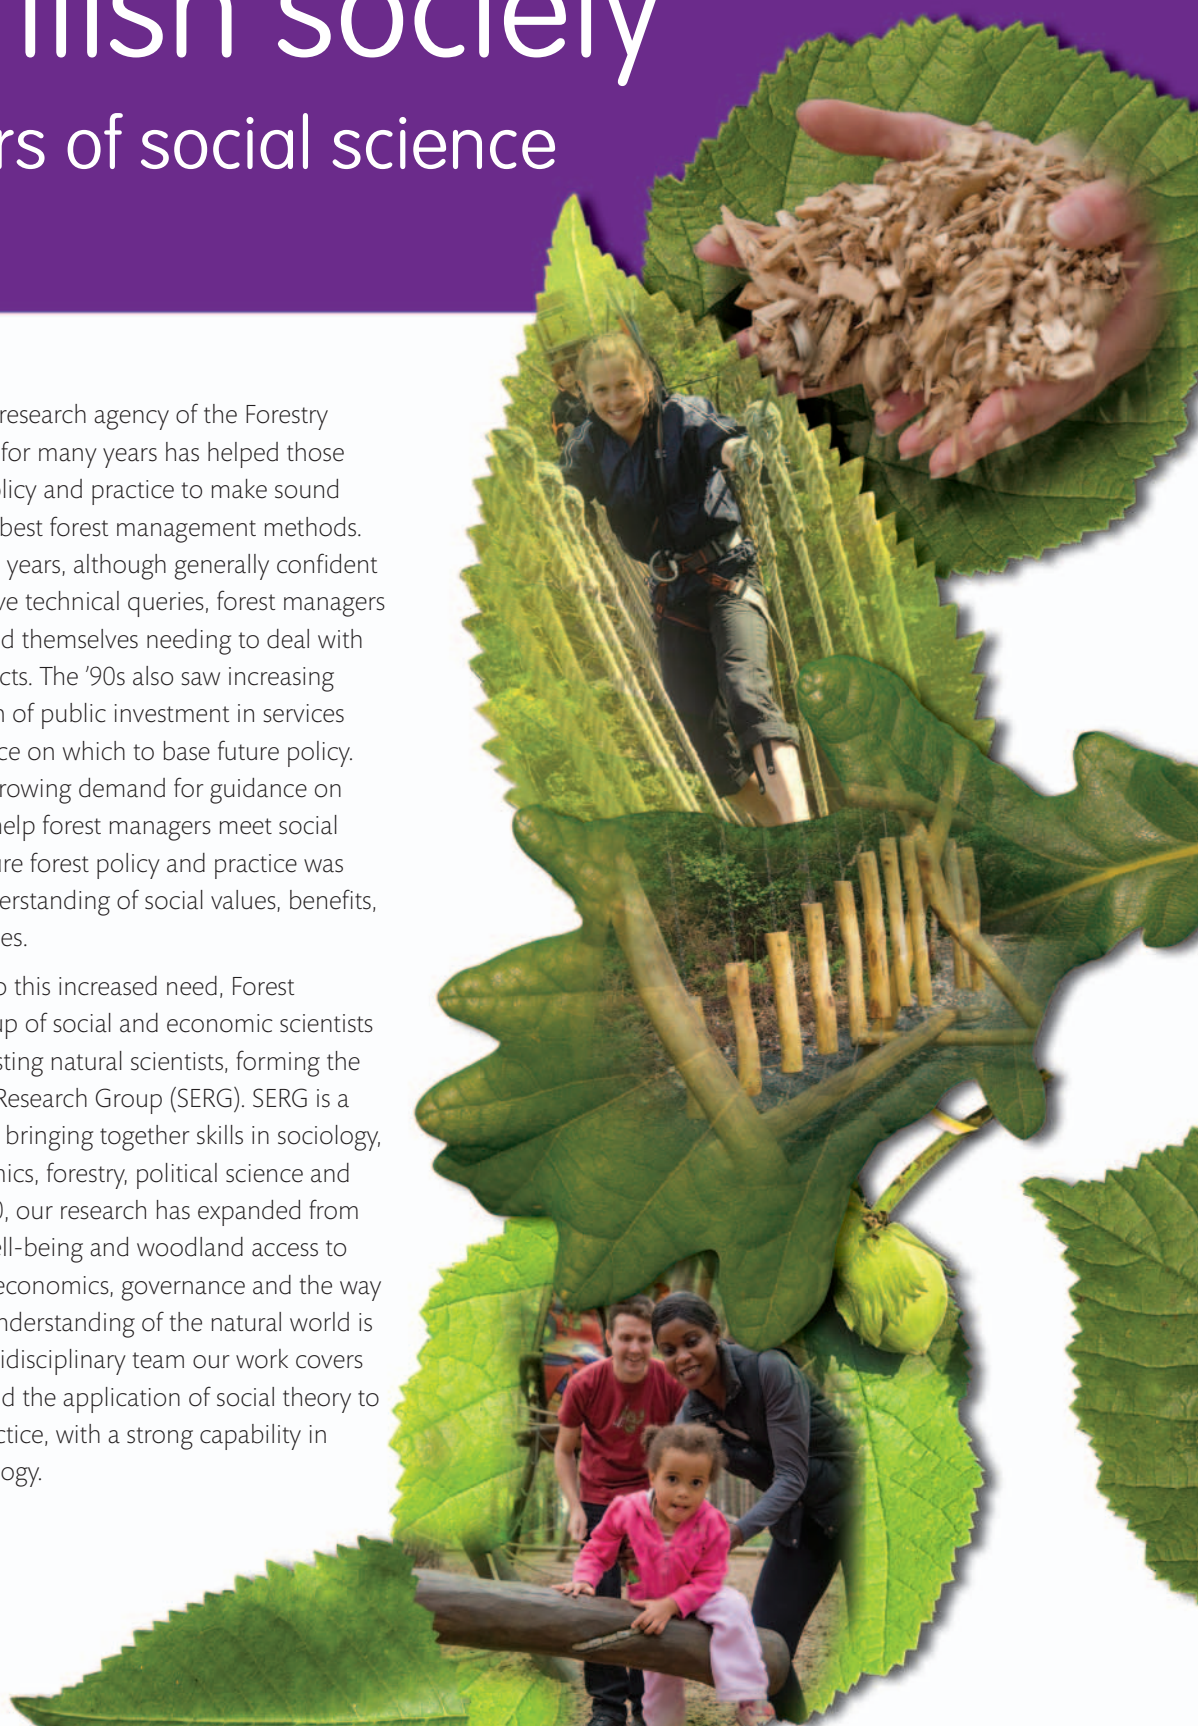 society
rs of social science
research agency of the Forestry
for many years has helped those
licy and practice to make sound
best forest management methods.
years, although generally confident
ve technical queries, forest managers
d themselves needing to deal with
cts. The ’90s also saw increasing
n of public investment in services
ce on which to base future policy.
rowing demand for guidance on
help forest managers meet social
ure forest policy and practice was
erstanding of social values, benefits,
es.
o this increased need, Forest
up of social and economic scientists
sting natural scientists, forming the
Research Group (SERG). SERG is a
bringing together skills in sociology,
nics, forestry, political science and
0, our research has expanded from
ell-being and woodland access to
economics, governance and the way
nderstanding of the natural world is
idisciplinary team our work covers
d the application of social theory to
ctice, with a strong capability in
ogy.